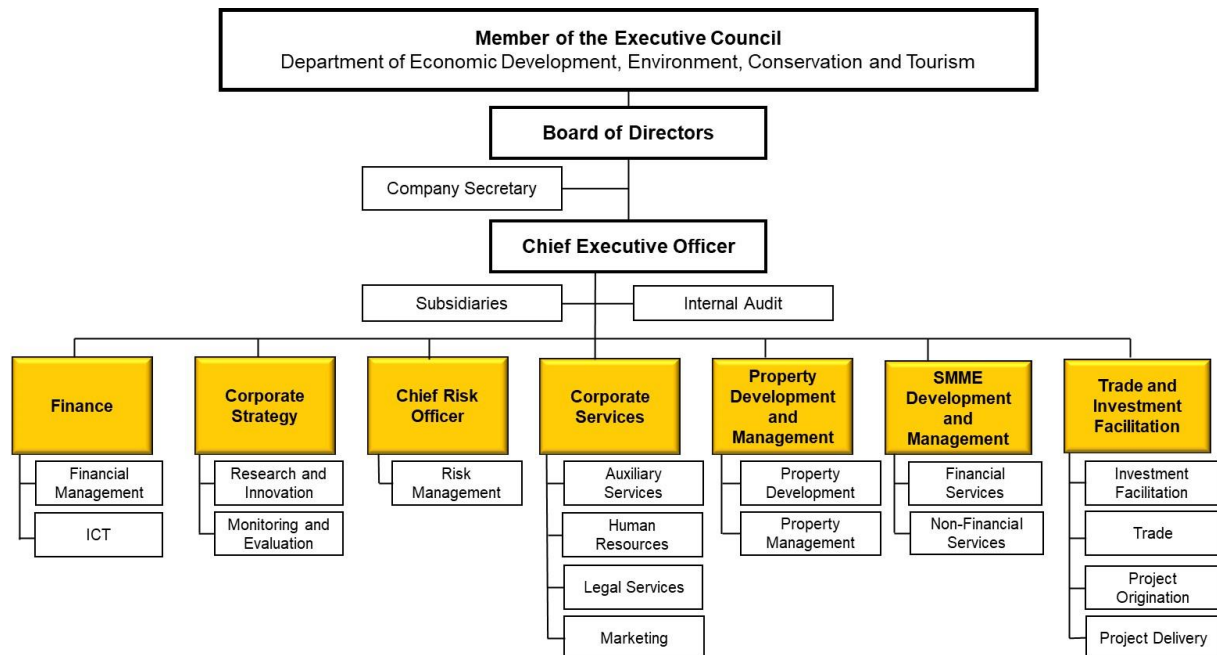 Member of the Executive Council
Department of Economic Development, Environment, Conservation and Tourism
Board of Directors
Company Secretary
Chief Executive Officer
Subsidiaries
Internal Audit
Finance
Corporate
Strategy
Chief Risk
Officer
Corporate
Services
Property
Development
and
Management
SMME
Development
and
Management
Trade and
Investment
Facilitation
Financial
Management
ICT
Research and
Innovation
Monitoring and
Evaluation
Risk
Management
Auxiliary
Services
Human
Resources
Legal Services
Marketing
Property
Development
Property
Management
Financial
Services
Non-Financial
Services
Investment
Facilitation
Trade
Project
Origination
Project Delivery